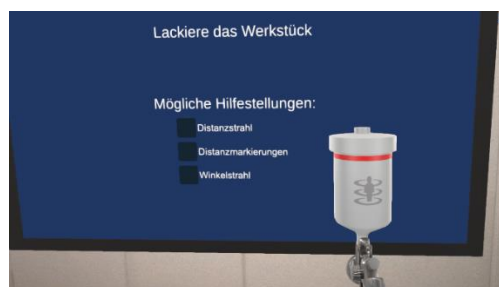 Lackiere das Werkstück
Mögliche Hilfestellungen:
Distanzstrahl
Distanzmarkierungen
Winkelstrahl